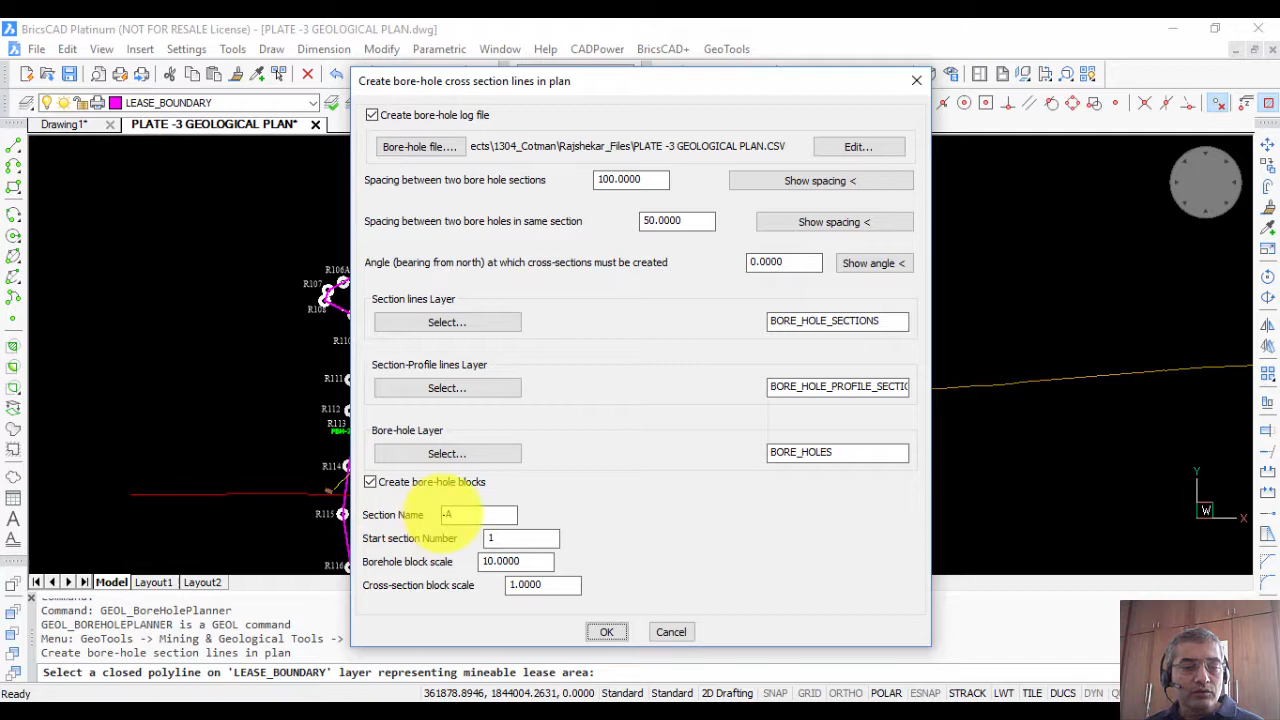 BricsCAD Platinum (NOT FOR RESALE License) - [PLATE -3 GEOLOGICAL PLAN.dwg]
File Edit View Insert Settings Tools Draw Dimension Modify Parametric Window Help CADPower BricsCAD+ GeoTools
LEASE_BOUNDARY
Drawing1* PLATE -3 GEOLOGICAL PLAN*
Create bore-hole cross section lines in plan
Create bore-hole log file
Bore-hole file.... ects\1304_Cotman\Rajshekar_Files\PLATE -3 GEOLOGICAL PLAN.CSV Edit...
Spacing between two bore hole sections 100.0000 Show spacing <
Spacing between two bore holes in same section 50.0000 Show spacing <
Angle (bearing from north) at which cross-sections must be created 0.0000 Show angle <
Section lines Layer
Select... BORE_HOLE_SECTIONS
Section-Profile lines Layer
Select... BORE_HOLE_PROFILE_SECTIO
Bore-hole Layer
Select... BORE_HOLES
Create bore-hole blocks
Section Name -A
Start section Number 1
Borehole block scale 10.0000
Cross-section block scale 1.0000
OK Cancel
R106A
R107
R108
R110
R111
R112
R113
R114
R115
R116
Y
W
X
Model Layout1 Layout2
Command: GEOL_BoreHolePlanner
GEOL_BOREHOLEPLANNER is a GEOL command
Menu: GeoTools -> Mining & Geological Tools ->
Create bore-hole section lines in plan
Select a closed polyline on 'LEASE_BOUNDARY' layer representing mineable lease area:
Ready 361878.8946, 1844004.2631, 0.0000 Standard Standard 2D Drafting SNAP GRID ORTHO POLAR ESNAP STRACK LWT TILE DUCS DYN